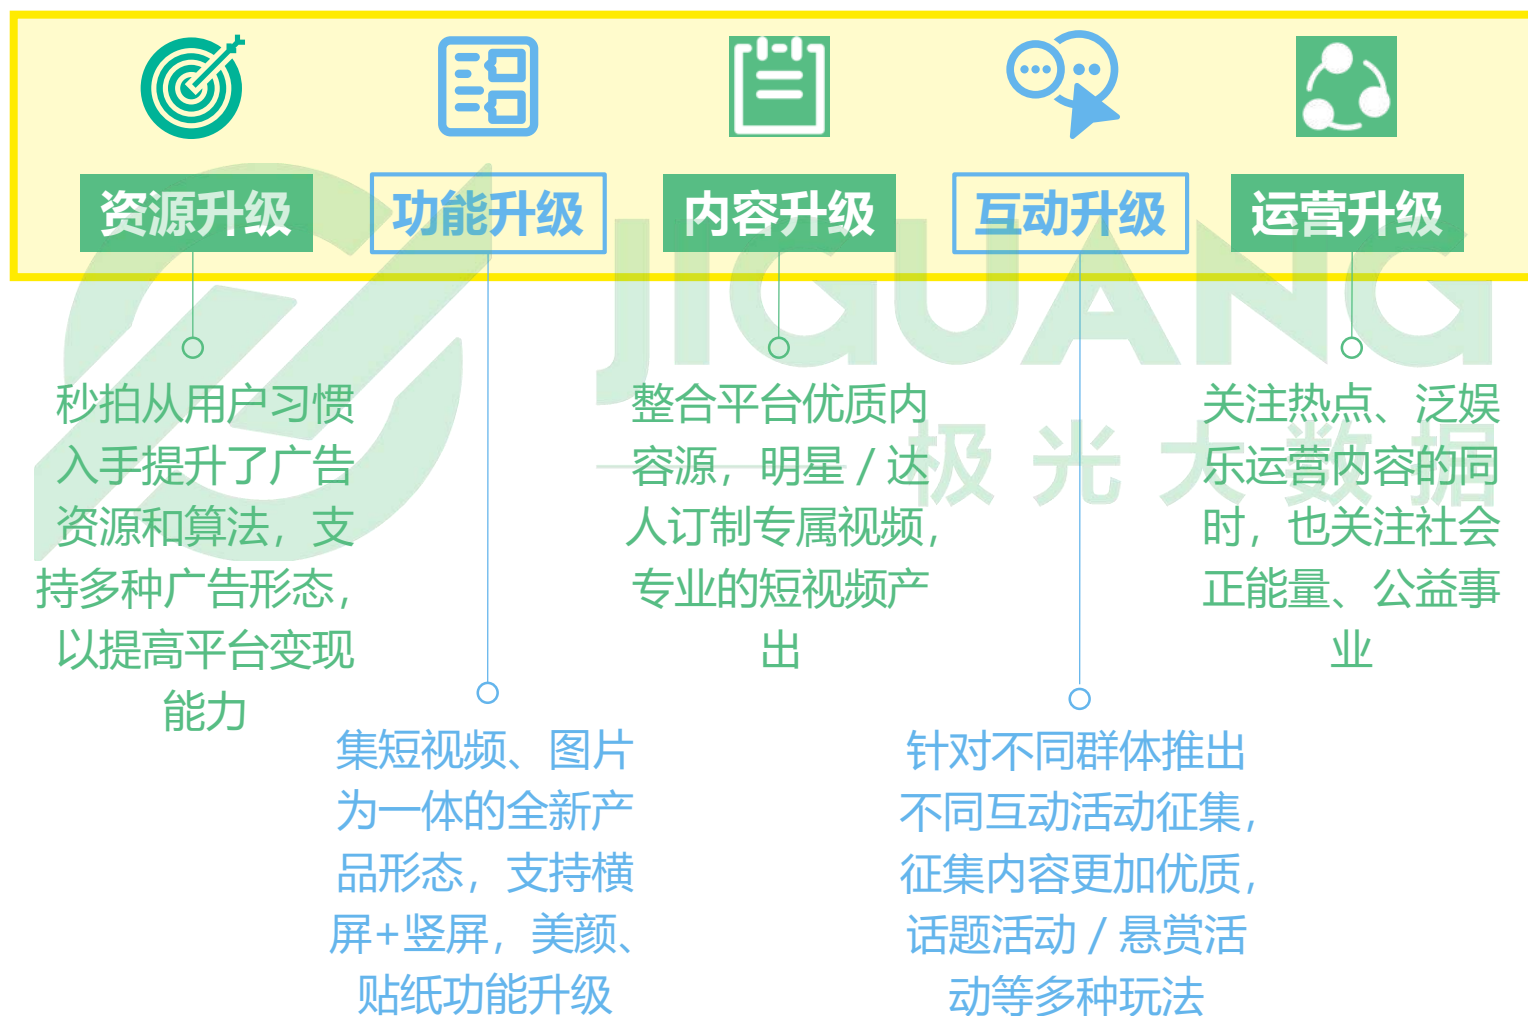 资源升级
功能升级
内容升级
互动升级
运营升级
秒拍从用户习惯
入手提升了广告
资源和算法，支
持多种广告形态，
以提高平台变现
能力
集短视频、图片
为一体的全新产
品形态，支持横
屏+竖屏，美颜、
贴纸功能升级
整合平台优质内
容源，明星 / 达
人订制专属视频，
专业的短视频产
出
针对不同群体推出
不同互动活动征集，
征集内容更加优质，
话题活动 / 悬赏活
动等多种玩法
关注热点、泛娱
乐运营内容的同
时，也关注社会
正能量、公益事
业
JIGUANG
极光大数据